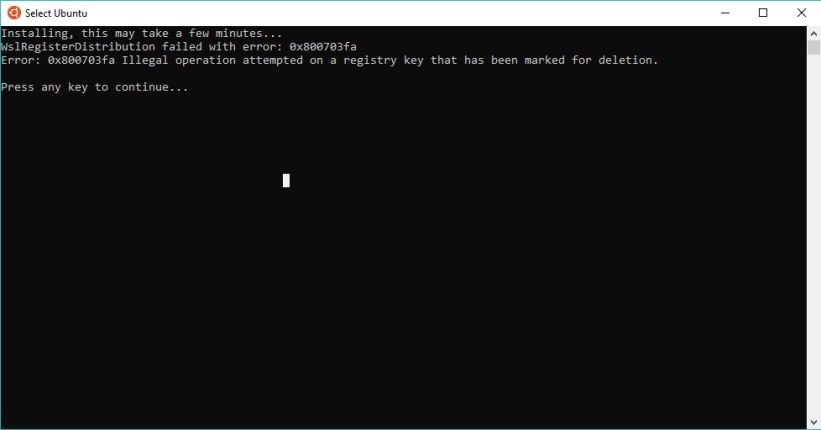 Select Ubuntu
Installing, this may take a few minutes...
WslRegisterDistribution failed with error: 0x800703fa
Error: 0x800703fa Illegal operation attempted on a registry key that has been marked for deletion.
Press any key to continue...